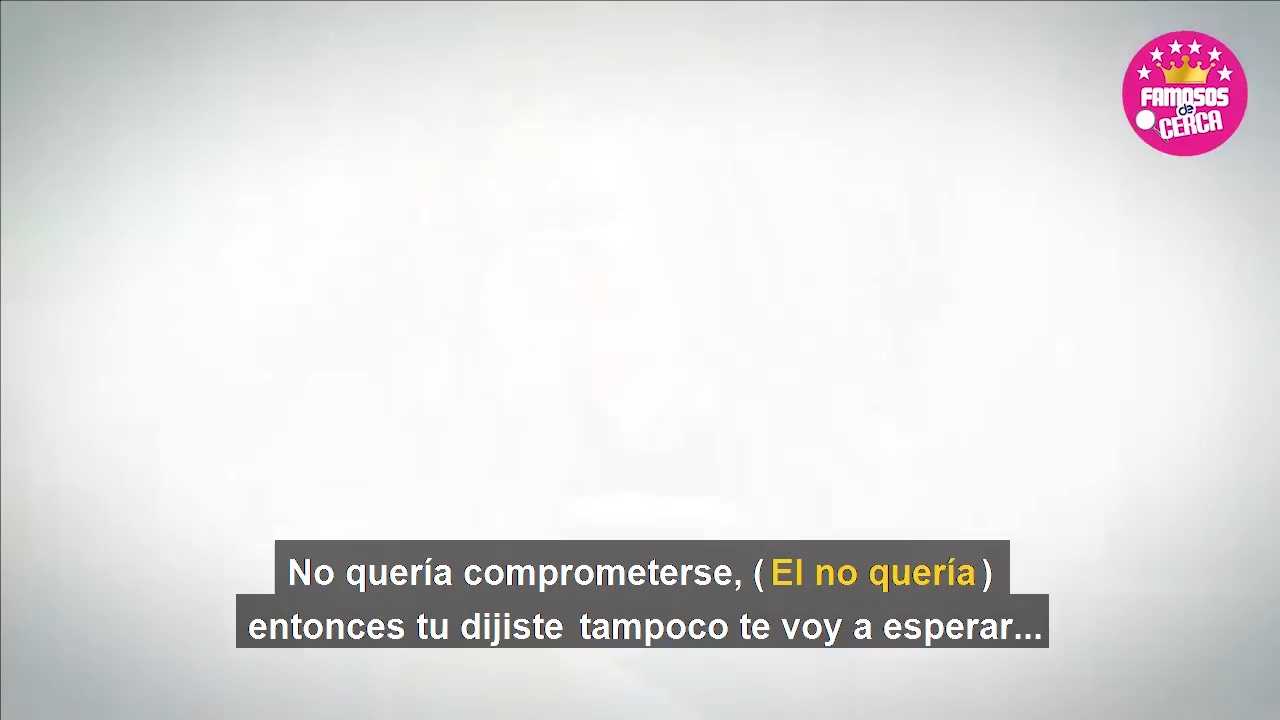 FAMOSOS
de
CERCA
No quería comprometerse, (El no quería)
entonces tu dijiste tampoco te voy a esperar...